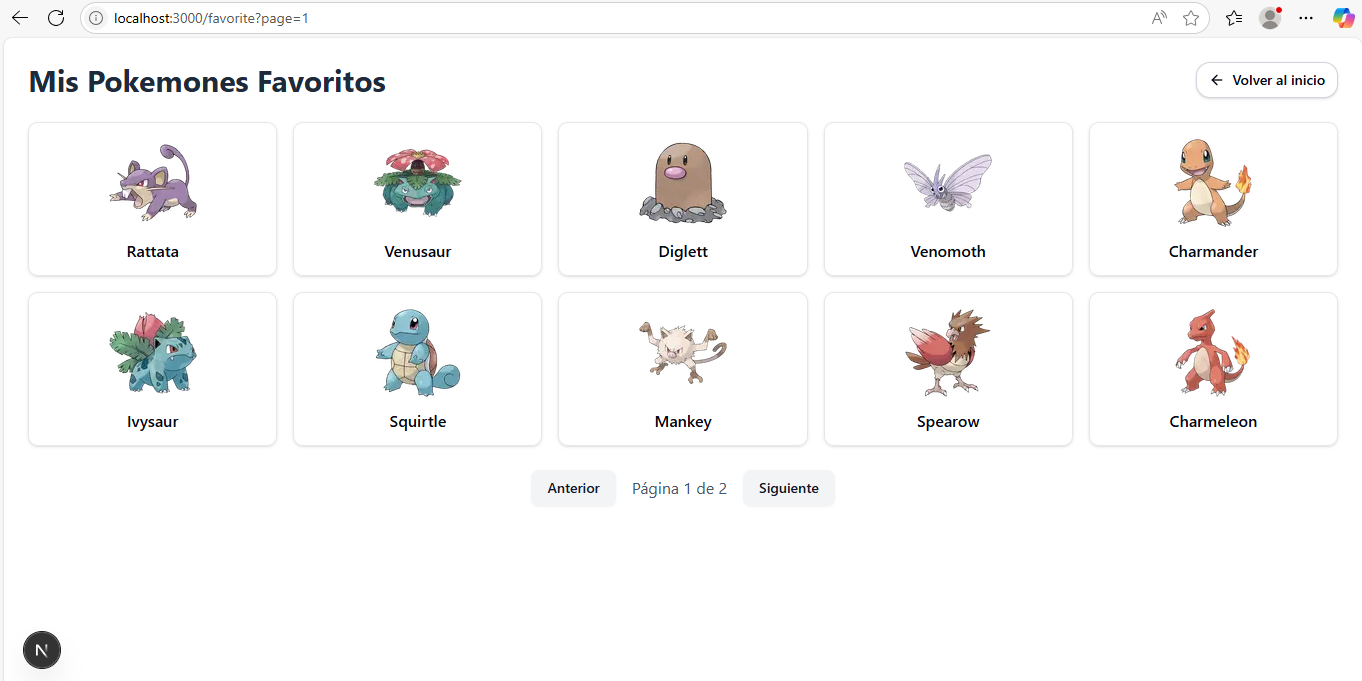 localhost:3000/favorite?page=1
Mis Pokemones Favoritos
Volver al inicio
Rattata
Venusaur
Diglett
Venomoth
Charmander
Ivysaur
Squirtle
Mankey
Spearow
Charmeleon
Anterior
Página 1 de 2
Siguiente
N